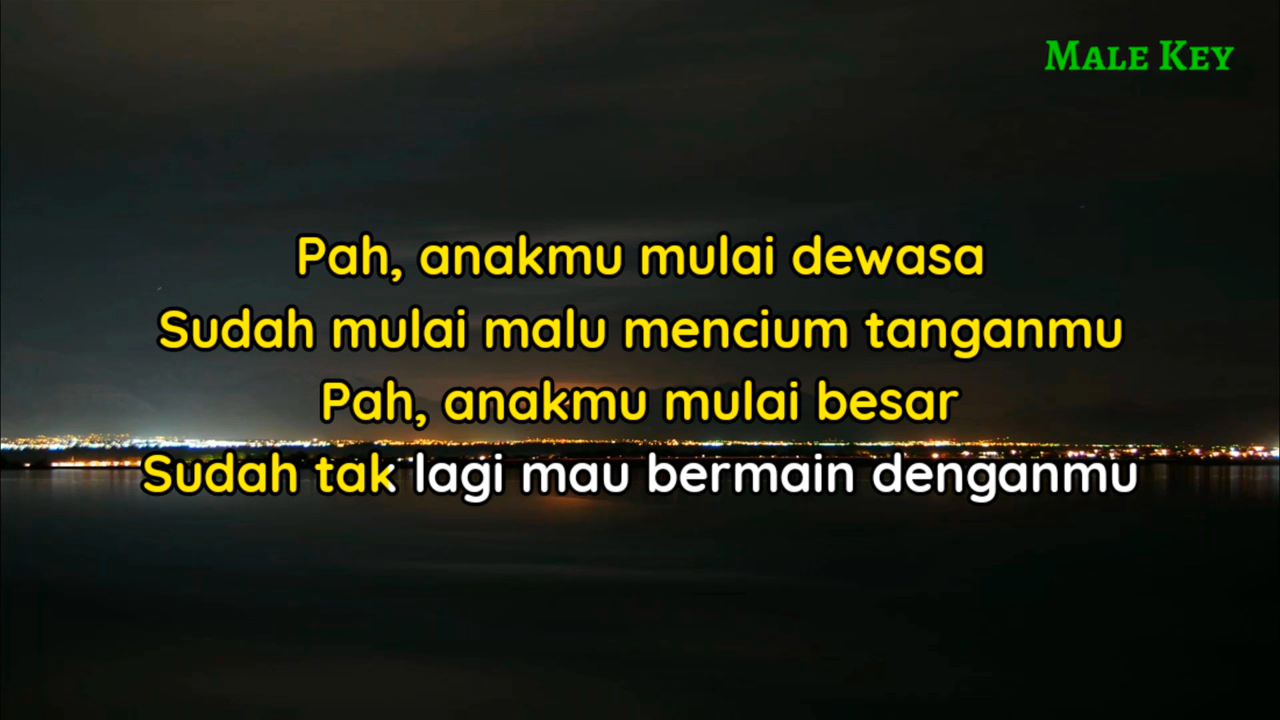 MALE KEY
Pah, anakmu mulai dewasa
Sudah mulai malu mencium tanganmu
Pah, anakmu mulai besar
Sudah tak lagi mau bermain denganmu